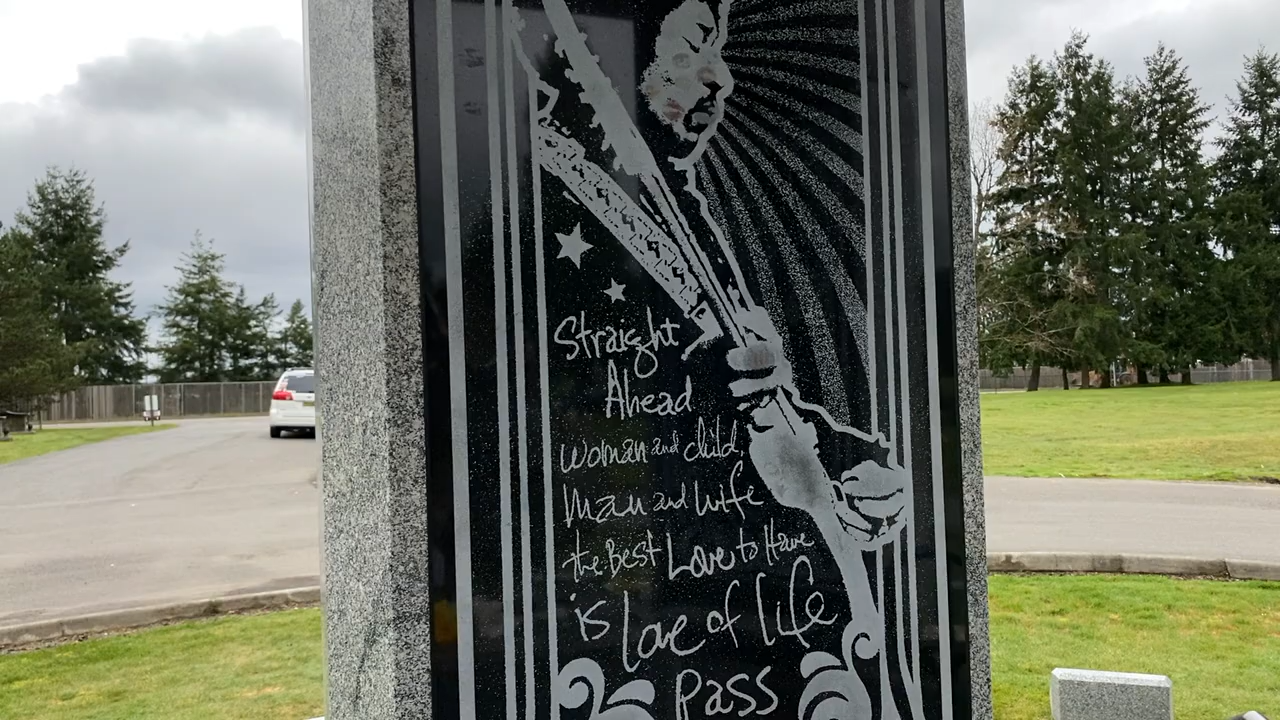 Straight
Ahead
Woman and child,
Man and Wife
the Best Love to Have
is Love of Life
Pass